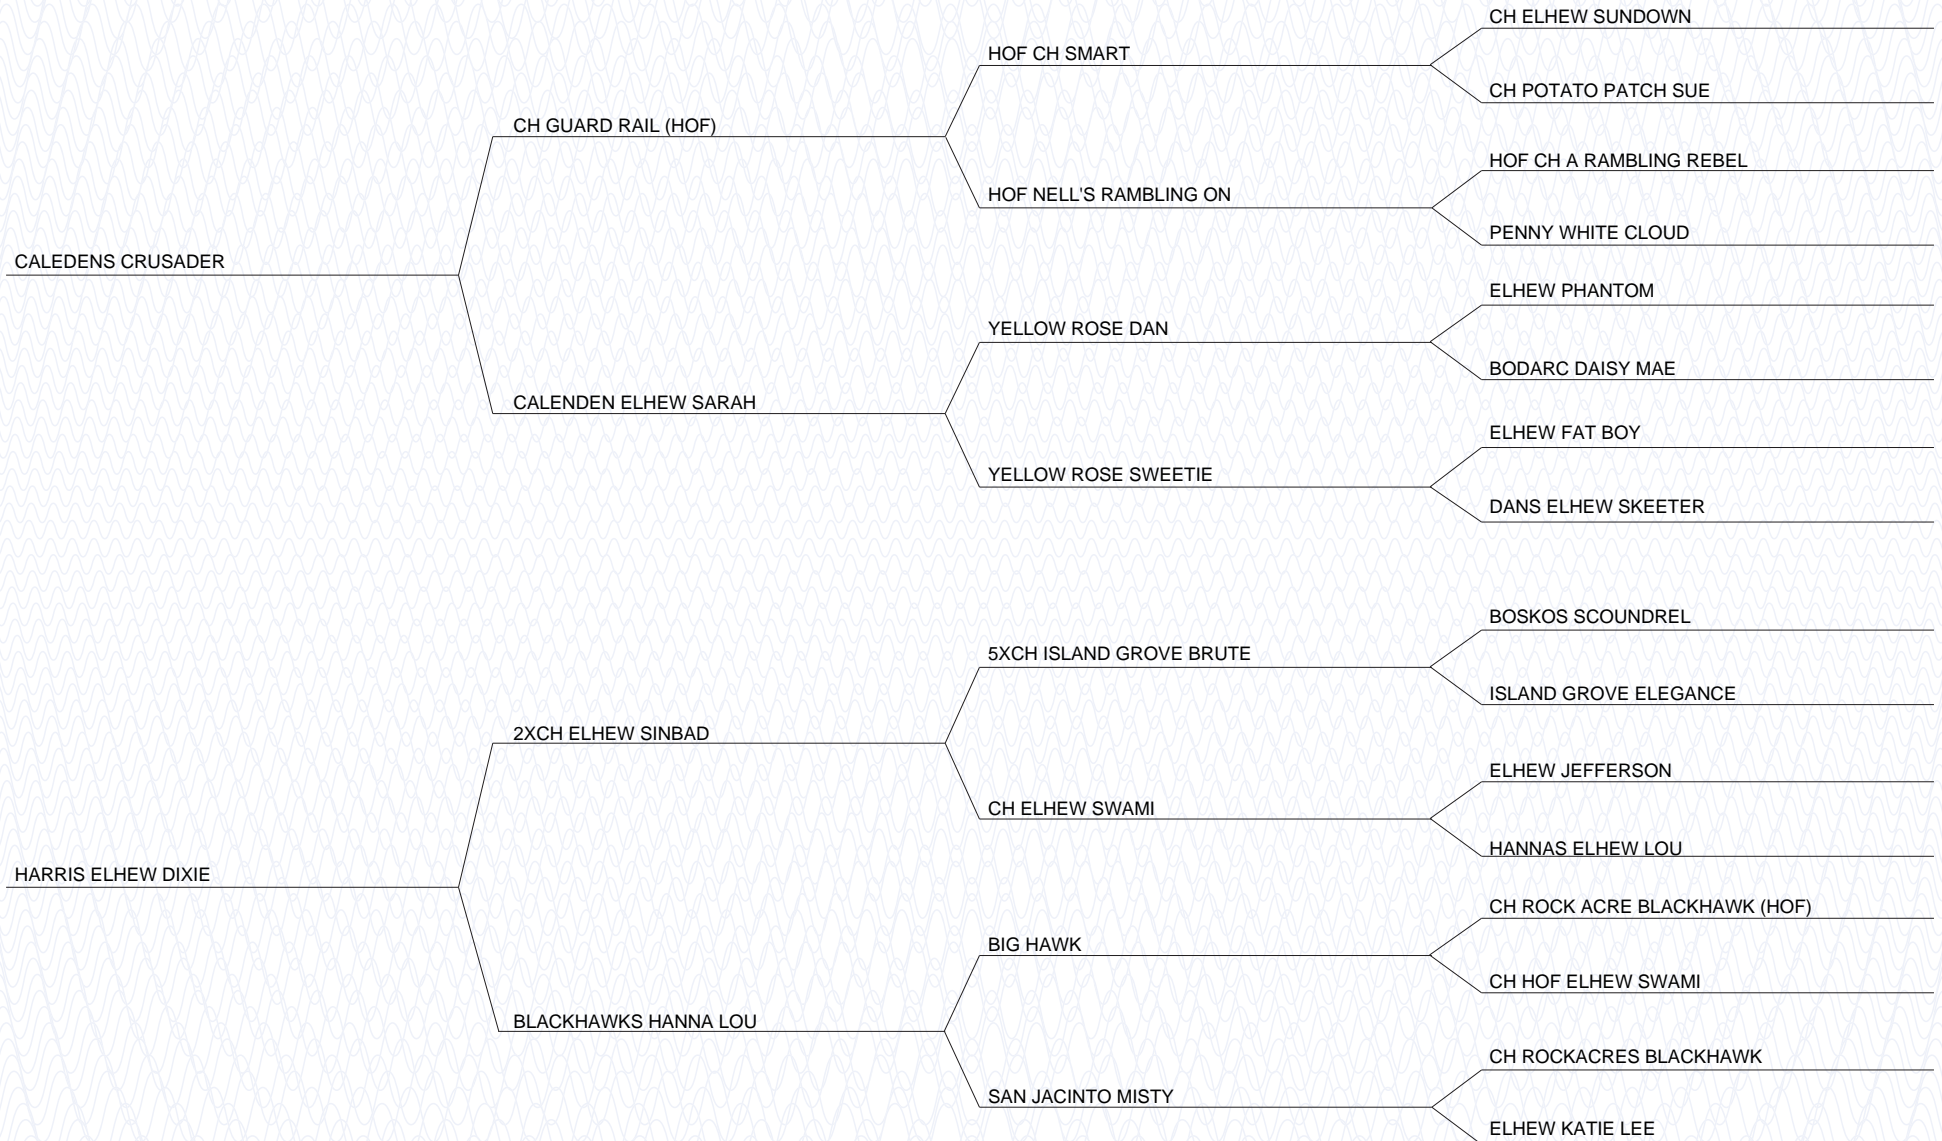 CALEDENS CRUSADER
CH GUARD RAIL (HOF)
HOF CH SMART
CH ELHEW SUNDOWN
CH POTATO PATCH SUE
HOF NELL'S RAMBLING ON
HOF CH A RAMBLING REBEL
PENNY WHITE CLOUD
CALENDEN ELHEW SARAH
YELLOW ROSE DAN
ELHEW PHANTOM
BODARC DAISY MAE
YELLOW ROSE SWEETIE
ELHEW FAT BOY
DANS ELHEW SKEETER
HARRIS ELHEW DIXIE
2XCH ELHEW SINBAD
5XCH ISLAND GROVE BRUTE
BOSKOS SCOUNDREL
ISLAND GROVE ELEGANCE
CH ELHEW SWAMI
ELHEW JEFFERSON
HANNAS ELHEW LOU
BLACKHAWKS HANNA LOU
BIG HAWK
CH ROCK ACRE BLACKHAWK (HOF)
CH HOF ELHEW SWAMI
SAN JACINTO MISTY
CH ROCKACRES BLACKHAWK
ELHEW KATIE LEE